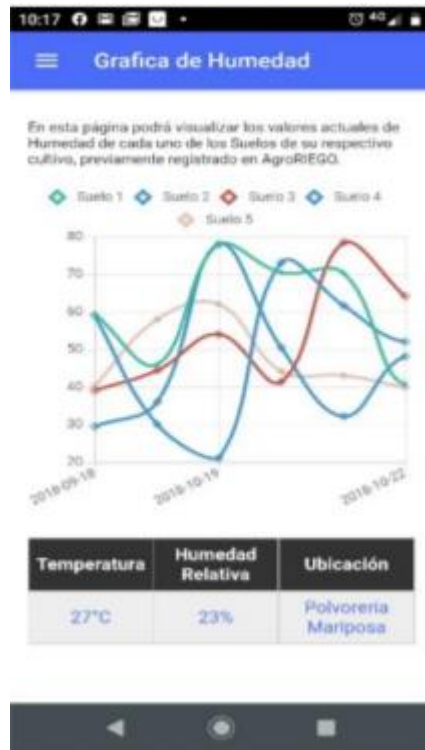 10:17
4G
Grafica de Humedad
En esta página podrá visualizar los valores actuales de
Humedad de cada uno de los Suelos de su respectivo
cultivo, previamente registrado en AgroRIEGO.
Suelo 1 Suelo 2 Suelo 3 Suelo 4
Suelo 5
80
70
60
50
40
30
20
2018-09-18 2018-10-19 2018-10-22
Temperatura Humedad Relativa Ubicación
27°C 23% Polvoreria Mariposa